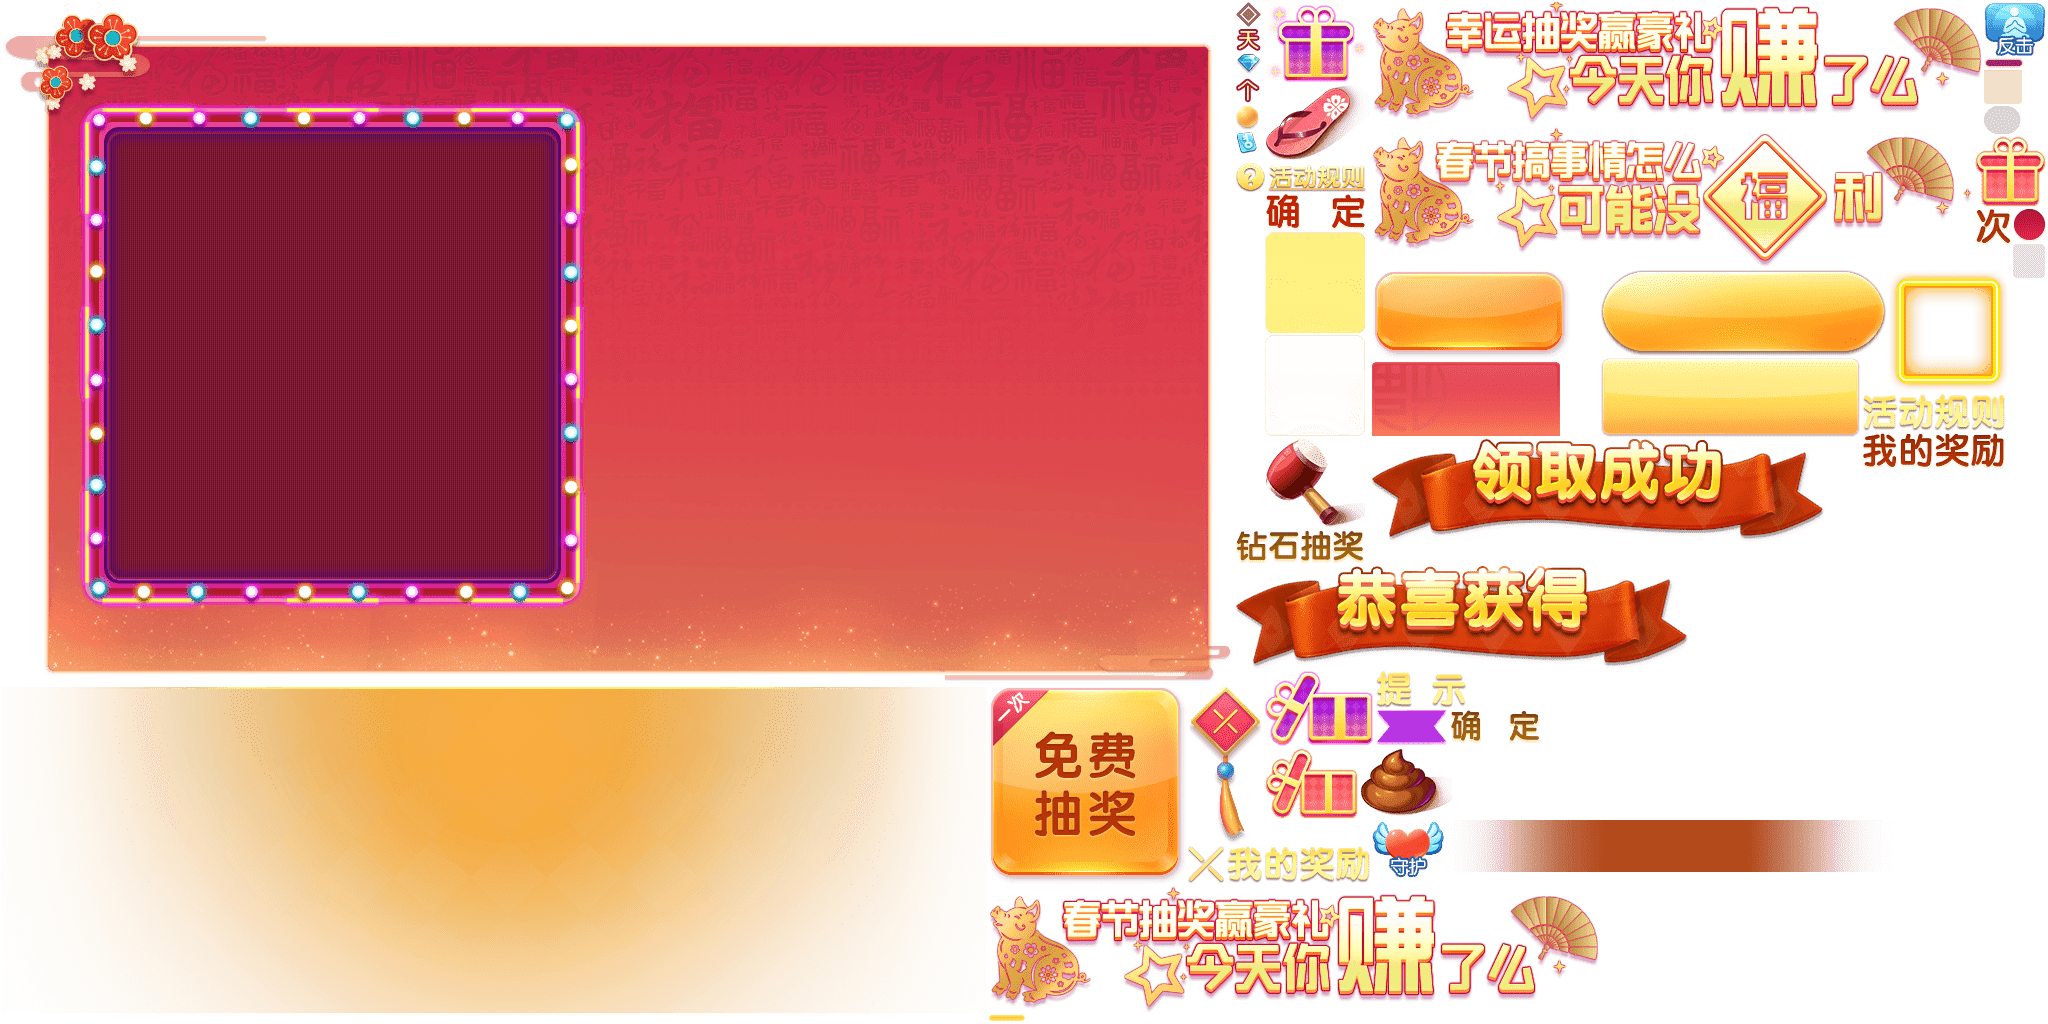 天
个
活动规则
确 定
幸运抽奖赢豪礼
今天你赚了么
反击
春节搞事情怎么
可能没福利
次
活动规则
我的奖励
领取成功
钻石抽奖
恭喜获得
一次
免费
抽奖
提 示
确 定
我的奖励
守护
春节抽奖赢豪礼
今天你赚了么